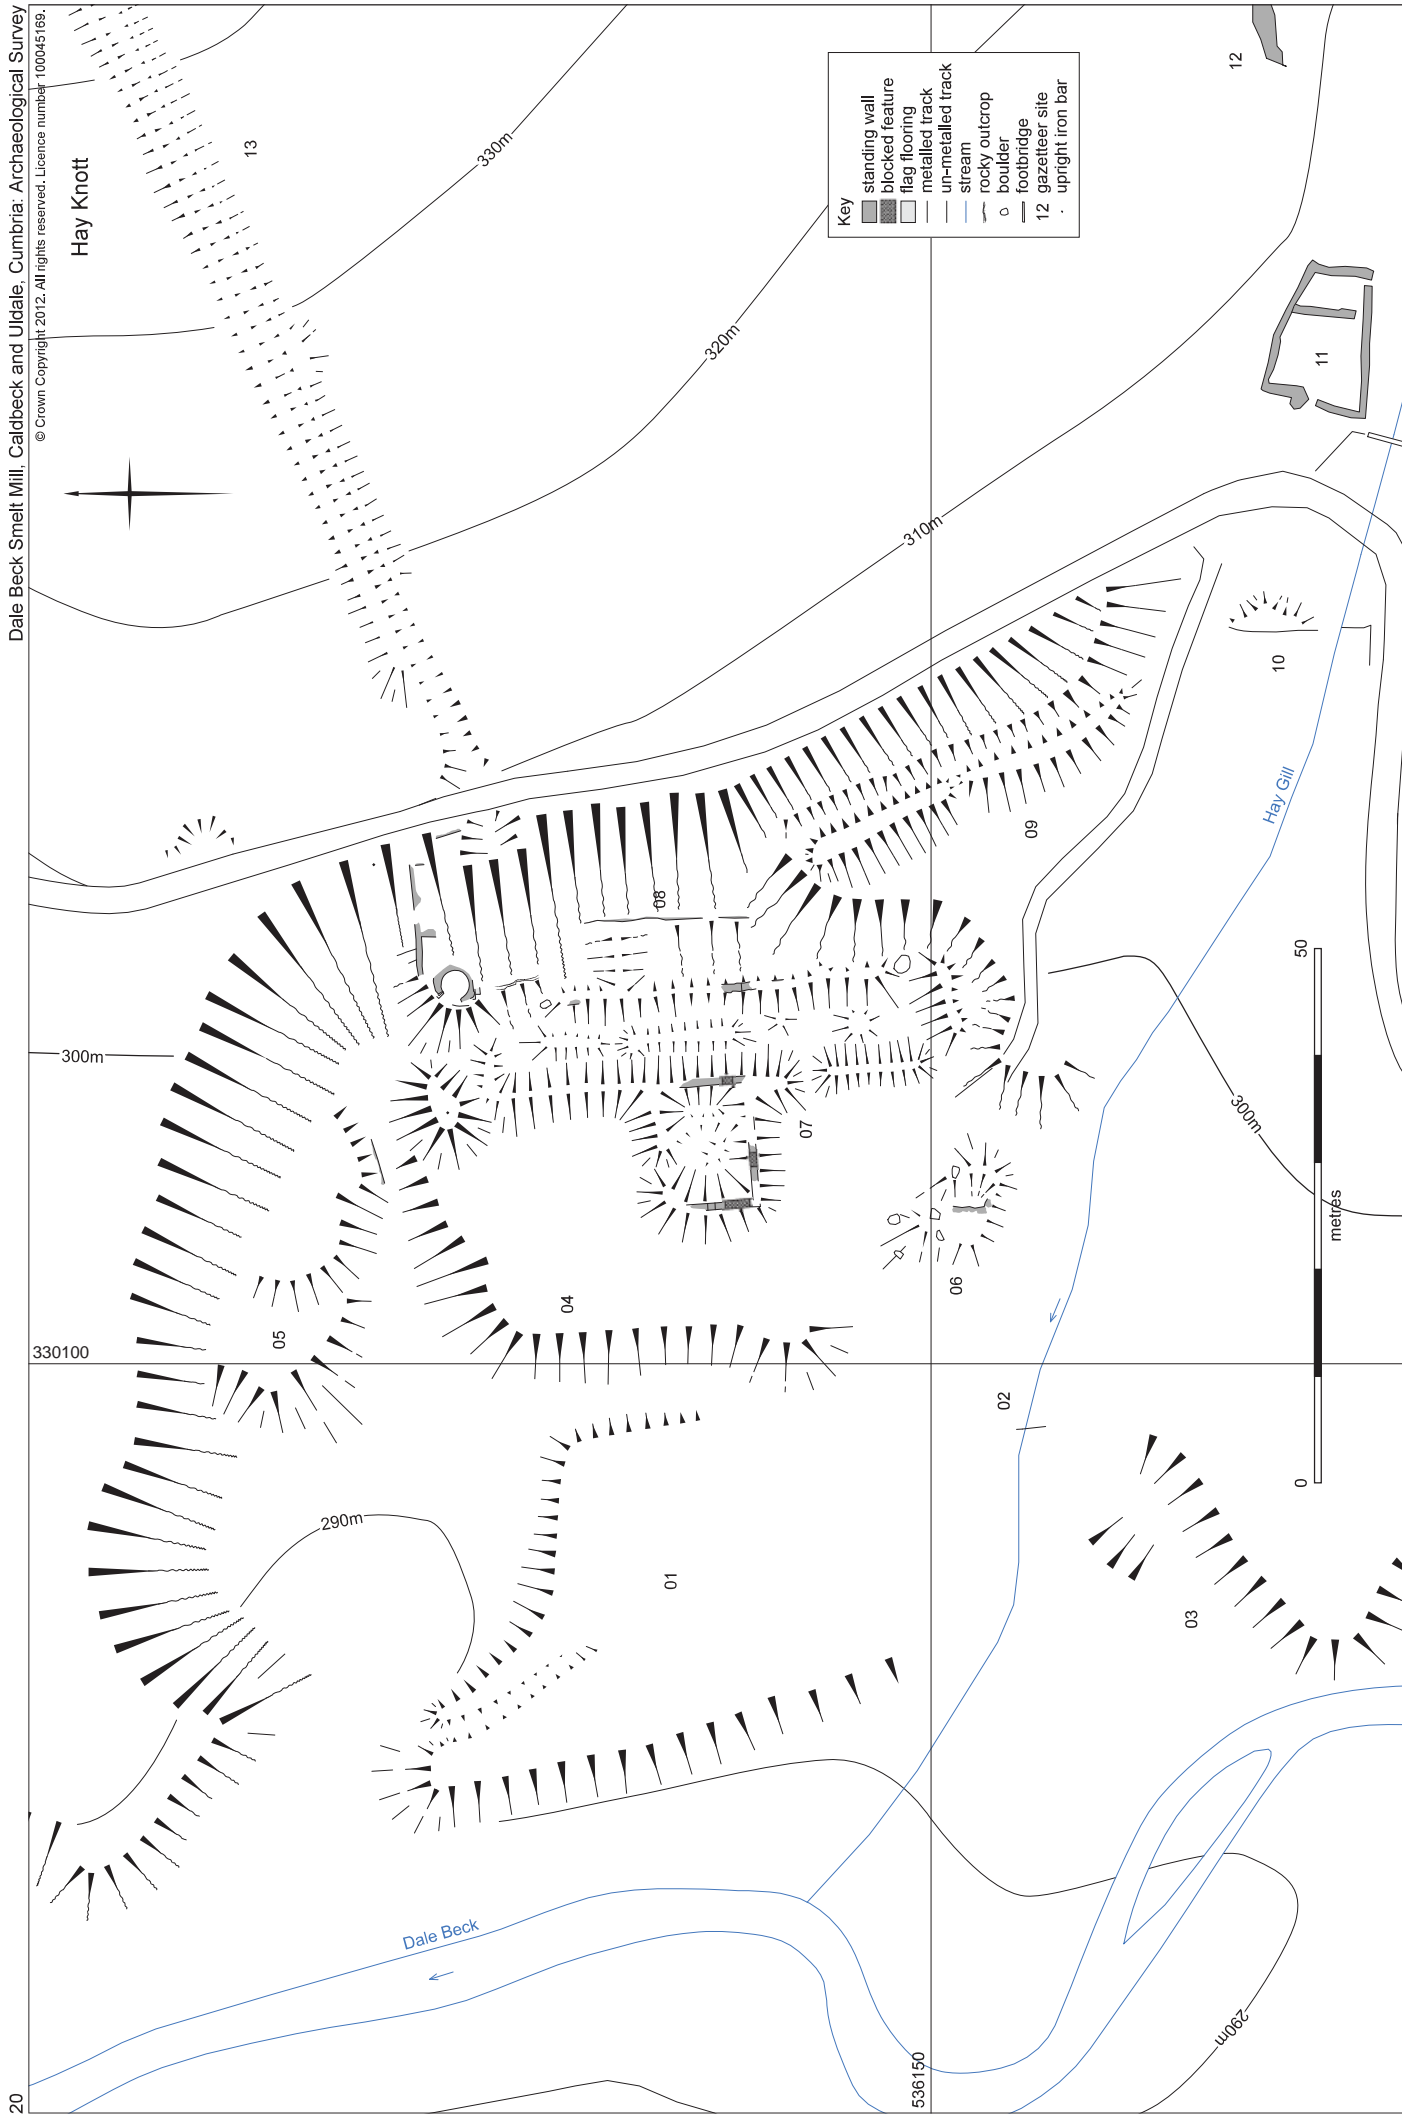 20
Dale Beck Smelt Mill, Caldbeck and Uldale, Cumbria: Archaeological Survey
© Crown Copyright 2012. All rights reserved. Licence number 100045169.
Hay Knott
13
330m
320m
310m
300m
12
11
10
09
08
07
06
05
04
330100
290m
01
02
03
Hay Gill
300m
Dale Beck
536150
290m
Key
standing wall
blocked feature
flag flooring
metalled track
un-metalled track
stream
rocky outcrop
boulder
footbridge
12 gazetteer site
upright iron bar
0
50
metres